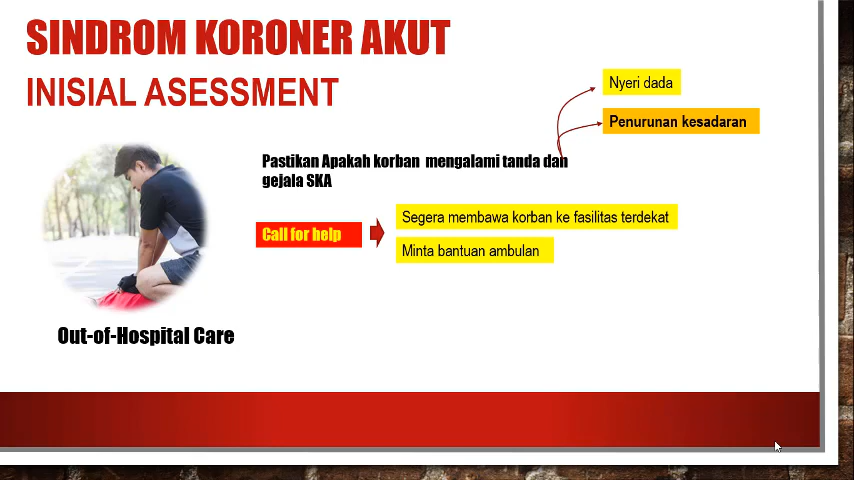 SINDROM KORONER AKUT
INISIAL ASESSMENT
Nyeri dada
Penurunan kesadaran
Pastikan Apakah korban mengalami tanda dan
gejala SKA
Call for help
Segera membawa korban ke fasilitas terdekat
Minta bantuan ambulan
Out-of-Hospital Care